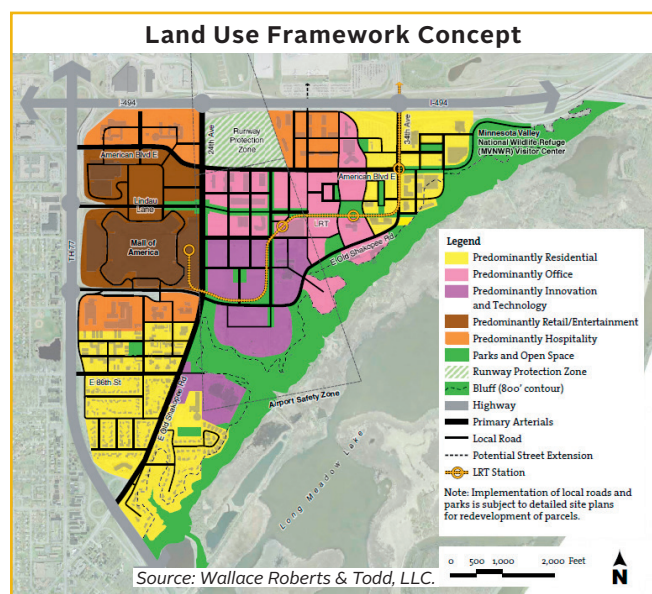 Land Use Framework Concept
I-494
I-494
24th Ave
34th Ave
Runway
Protection
Zone
Minnesota Valley
National Wildlife Refuge
(MVNWR) Visitor Center
American Blvd E
American Blvd E
Lindau
Lane
LRT
TH-77
Mall of
America
E Old Shakopee Rd
E 86th St
E Old Shakopee Rd
Airport Safety Zone
Long Meadow Lake
Legend
Predominantly Residential
Predominantly Office
Predominantly Innovation
and Technology
Predominantly Retail/Entertainment
Predominantly Hospitality
Parks and Open Space
Runway Protection Zone
Bluff (800' contour)
Highway
Primary Arterials
Local Road
Potential Street Extension
LRT Station
Note: Implementation of local roads and
parks is subject to detailed site plans
for redevelopment of parcels.
0 500 1,000 2,000 Feet
N
Source: Wallace Roberts & Todd, LLC.